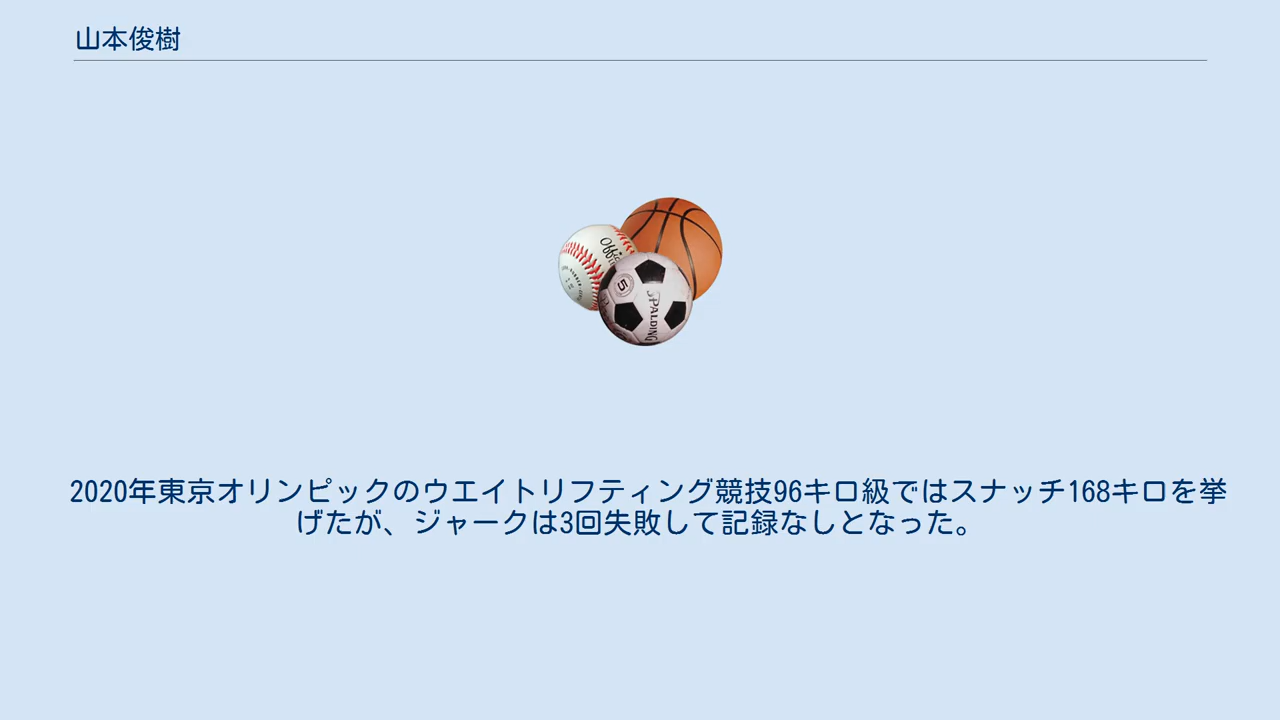 山本俊樹
Offi
5
SPALDING
2020年東京オリンピックのウエイトリフティング競技96キロ級ではスナッチ168キロを挙
げたが、ジャークは3回失敗して記録なしとなった。